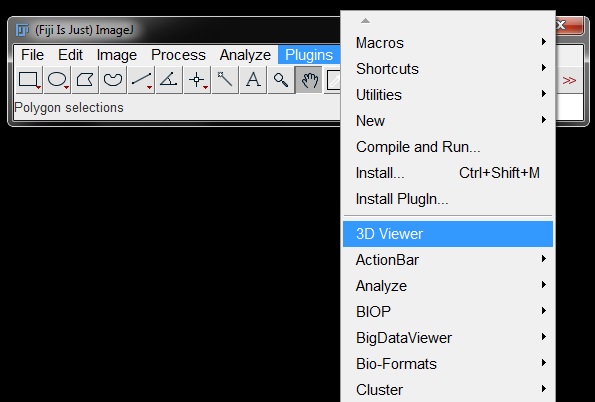 (Fiji Is Just) ImageJ
File Edit Image Process Analyze Plugins
A >>
Polygon selections
Macros
Shortcuts
Utilities
New
Compile and Run...
Install... Ctrl+Shift+M
Install PlugIn...
3D Viewer
ActionBar
Analyze
BIOP
BigDataViewer
Bio-Formats
Cluster